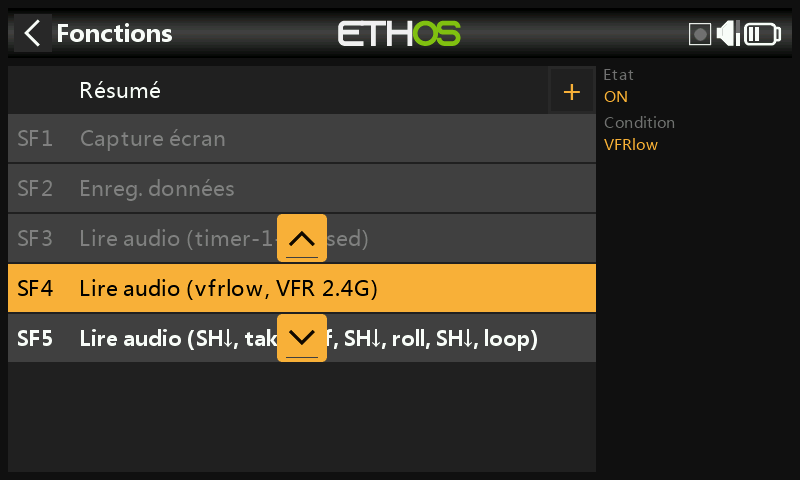 Fonctions
ETHOS
Résumé
+
SF1 Capture écran
SF2 Enreg. données
SF3 Lire audio (timer-1- sed)
SF4 Lire audio (vfrlow, VFR 2.4G)
SF5 Lire audio (SH↓, tak f, SH↓, roll, SH↓, loop)
Etat
ON
Condition
VFRlow